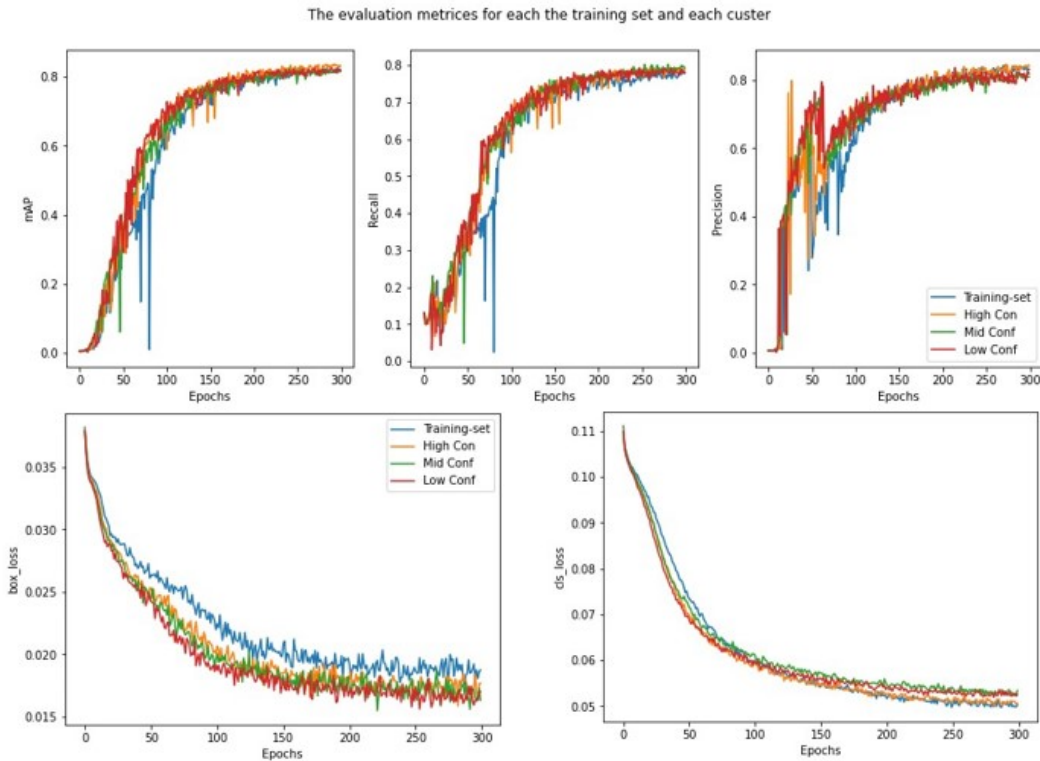 The evaluation metrices for each the training set and each custer
mAP
0.8
0.6
0.4
0.2
0.0
0 50 100 150 200 250 300
Epochs
Recall
0.8
0.7
0.6
0.5
0.4
0.3
0.2
0.1
0.0
0 50 100 150 200 250 300
Epochs
Precision
0.8
0.6
0.4
0.2
0.0
Training-set
High Con
Mid Conf
Low Conf
0 50 100 150 200 250 300
Epochs
box_loss
0.035
0.030
0.025
0.020
0.015
Training-set
High Con
Mid Conf
Low Conf
0 50 100 150 200 250 300
Epochs
cls_loss
0.11
0.10
0.09
0.08
0.07
0.06
0.05
0 50 100 150 200 250 300
Epochs